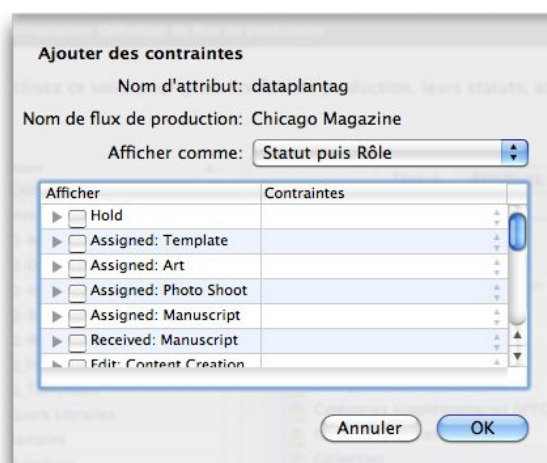 Ajouter des contraintes
Nom d'attribut: dataplantag
Nom de flux de production: Chicago Magazine
Afficher comme: Statut puis Rôle
Afficher Contraintes
Hold
Assigned: Template
Assigned: Art
Assigned: Photo Shoot
Assigned: Manuscript
Received: Manuscript
Edit: Content Creation
Annuler OK